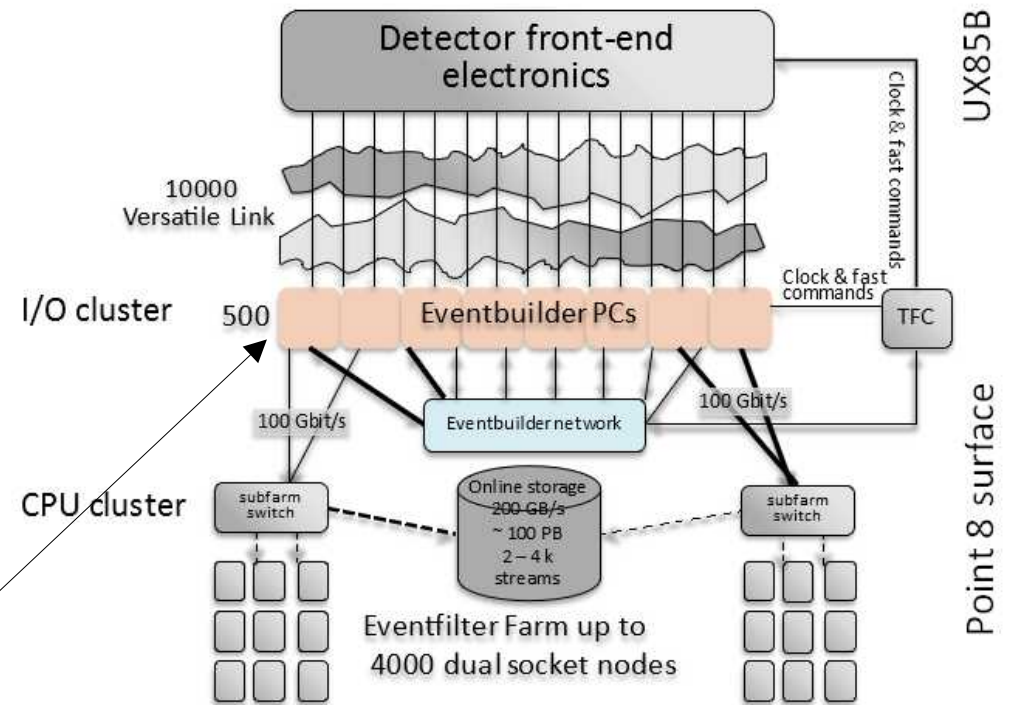 Detector front-end
electronics
UX85B
Clock & fast commands
10000
Versatile Link
Clock & fast
commands
I/O cluster
500
Eventbuilder PCs
TFC
100 Gbit/s
100 Gbit/s
Eventbuilder network
Point 8 surface
CPU cluster
subfarm
switch
Online storage
200 GB/s
~ 100 PB
2 – 4 k
streams
subfarm
switch
Eventfilter Farm up to
4000 dual socket nodes